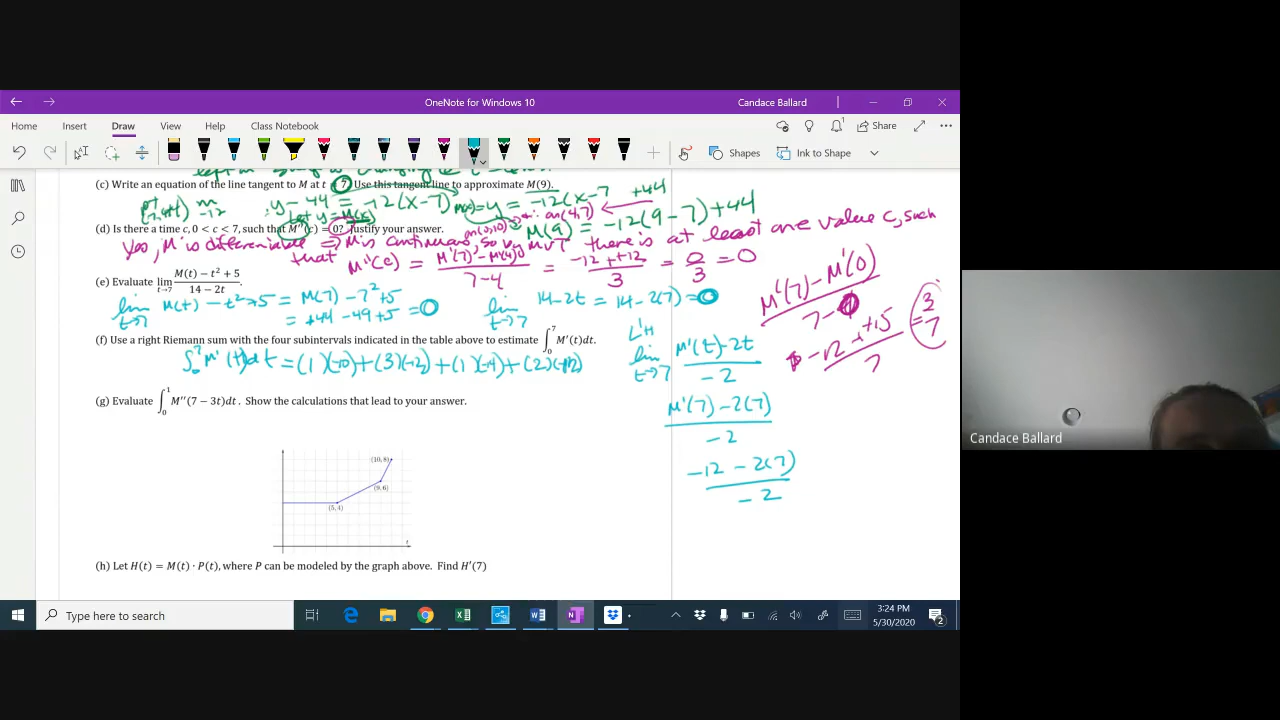 OneNote for Windows 10
Candace Ballard
Home
Insert
Draw
View
Help
Class Notebook
Share
Shapes
Ink to Shape
(c) Write an equation of the line tangent to M at t = 7. Use this tangent line to approximate M(9).
y - 44 = -12(x-7)
y = -12(x-7 +44
M(9) = -12(9-7)+44
(d) Is there a time c, 0 < c < 7, such that M''(c) = 0? Justify your answer.
Yes, M' is differentiable ⇒ M' is continuous, so by MVT there is at least one value c, such
that M''(c) = M'(7) - M'(4) / 7-4 = -12 ++12 / 3 = 0/3 = 0
M'(7) - M'(0)
-12 ++15 / 7 = 3/7
(e) Evaluate lim t→7 M(t) − t² + 5 / 14 − 2t
lim t→7 M(t) - t² + 5 = M(7) - 7² + 5
= +44 - 49 + 5 = 0
lim t→7 14-2t = 14-2(7) = 0
L'H
lim t→7 M'(t) - 2t / -2
M'(7) - 2(7) / -2
-12 - 2(7) / -2
(f) Use a right Riemann sum with the four subintervals indicated in the table above to estimate ∫₀⁷ M'(t)dt.
∫₀⁷ M'(t)dt = (1)(-10)+(3)(-12)+(1)(-14)+(2)(-12)
(g) Evaluate ∫₀¹ M''(7 − 3t)dt. Show the calculations that lead to your answer.
(10, 8)
(9, 6)
(5, 4)
t
(h) Let H(t) = M(t) · P(t), where P can be modeled by the graph above. Find H'(7)
Candace Ballard
Type here to search
3:24 PM
5/30/2020
2